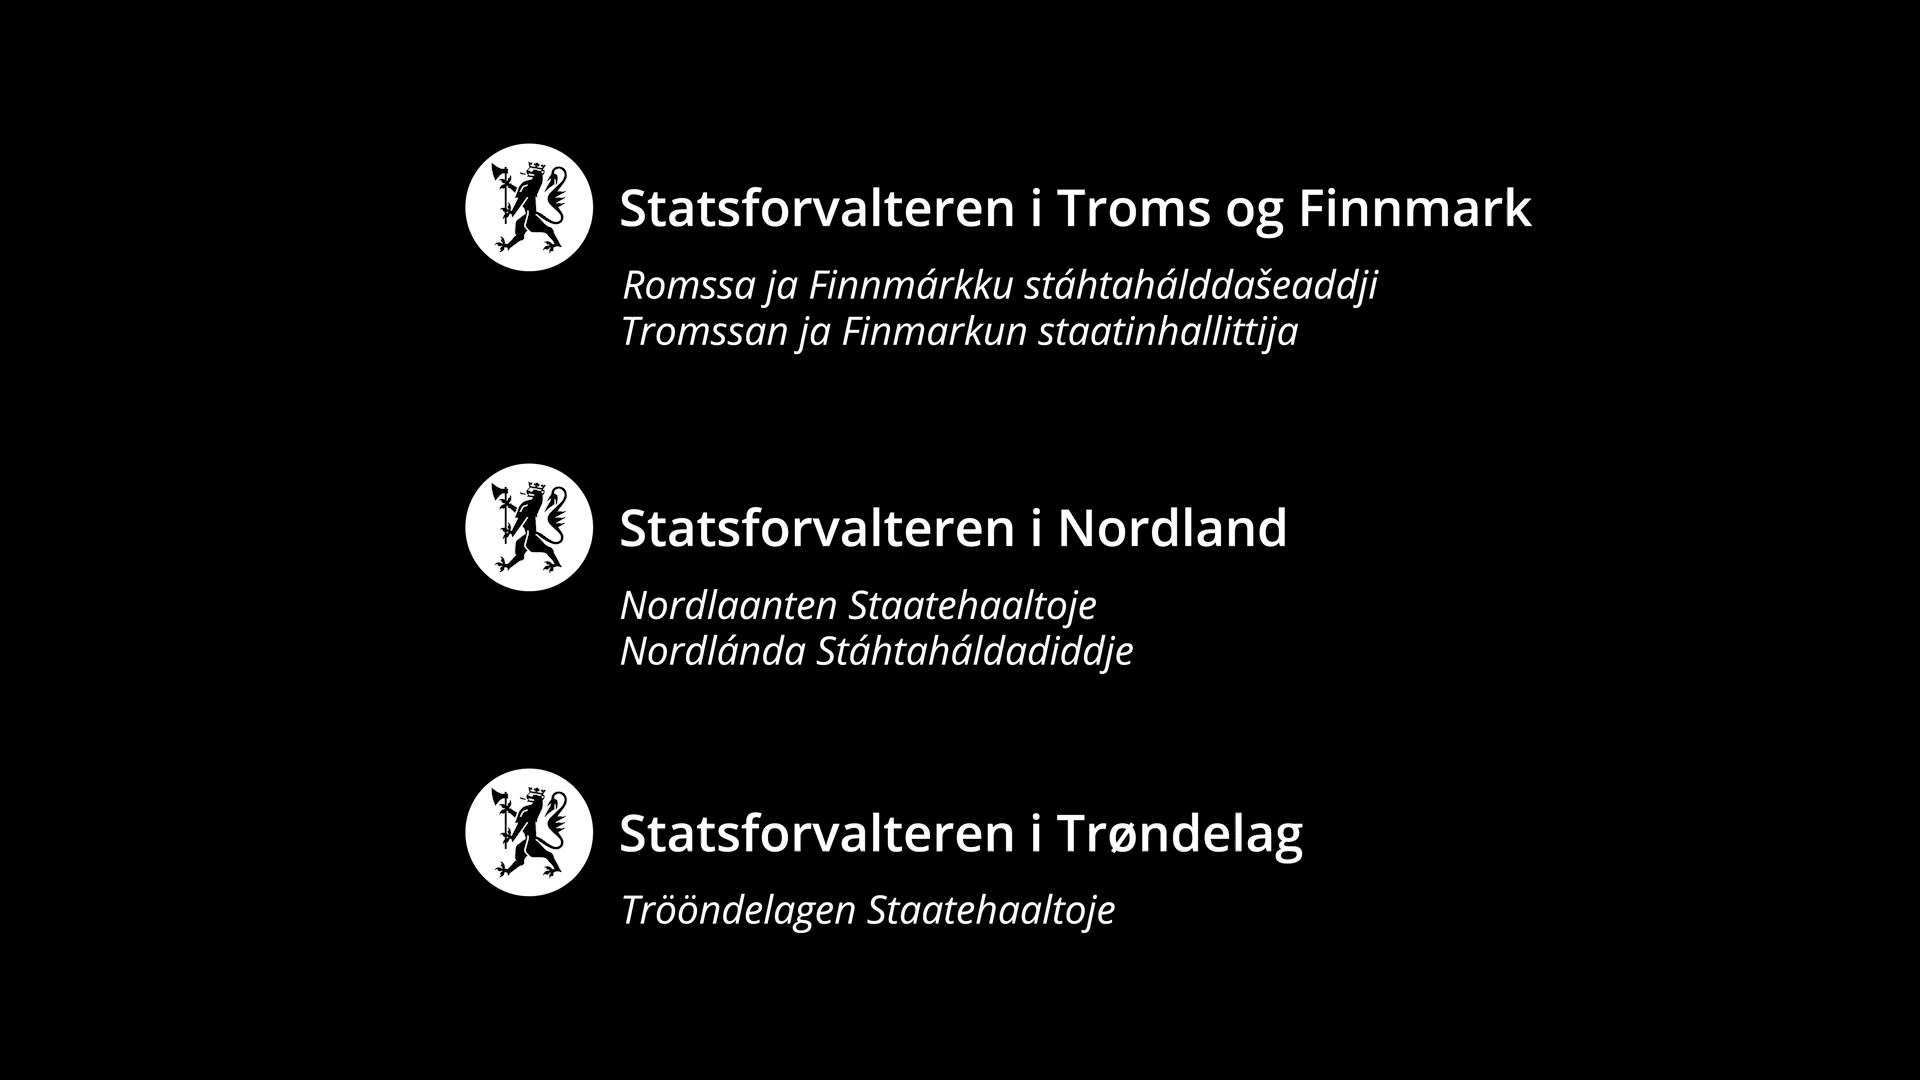 Statsforvalteren i Troms og Finnmark
Romssa ja Finnmárkku stáhtahálddašeaddji
Tromssan ja Finmarkun staatinhallittija
Statsforvalteren i Nordland
Nordlaanten Staatehaaltoje
Nordlánda Stáhtaháldadiddje
Statsforvalteren i Trøndelag
Trööndelagen Staatehaaltoje